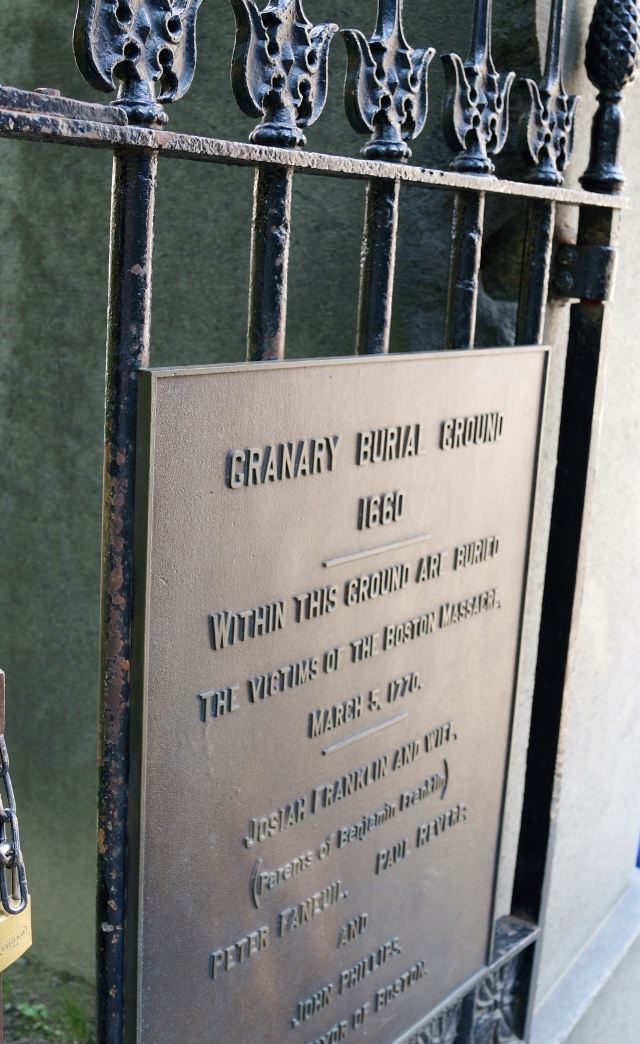 GRANARY BURIAL GROUND
1660
WITHIN THIS GROUND ARE BURIED
THE VICTIMS OF THE BOSTON MASSACRE,
MARCH 5, 1770.
JOSIAH FRANKLIN AND WIFE,
(Parents of Benjamin Franklin)
PETER FANEUIL, PAUL REVERE
AND
JOHN PHILLIPS,
MAYOR OF BOSTON.